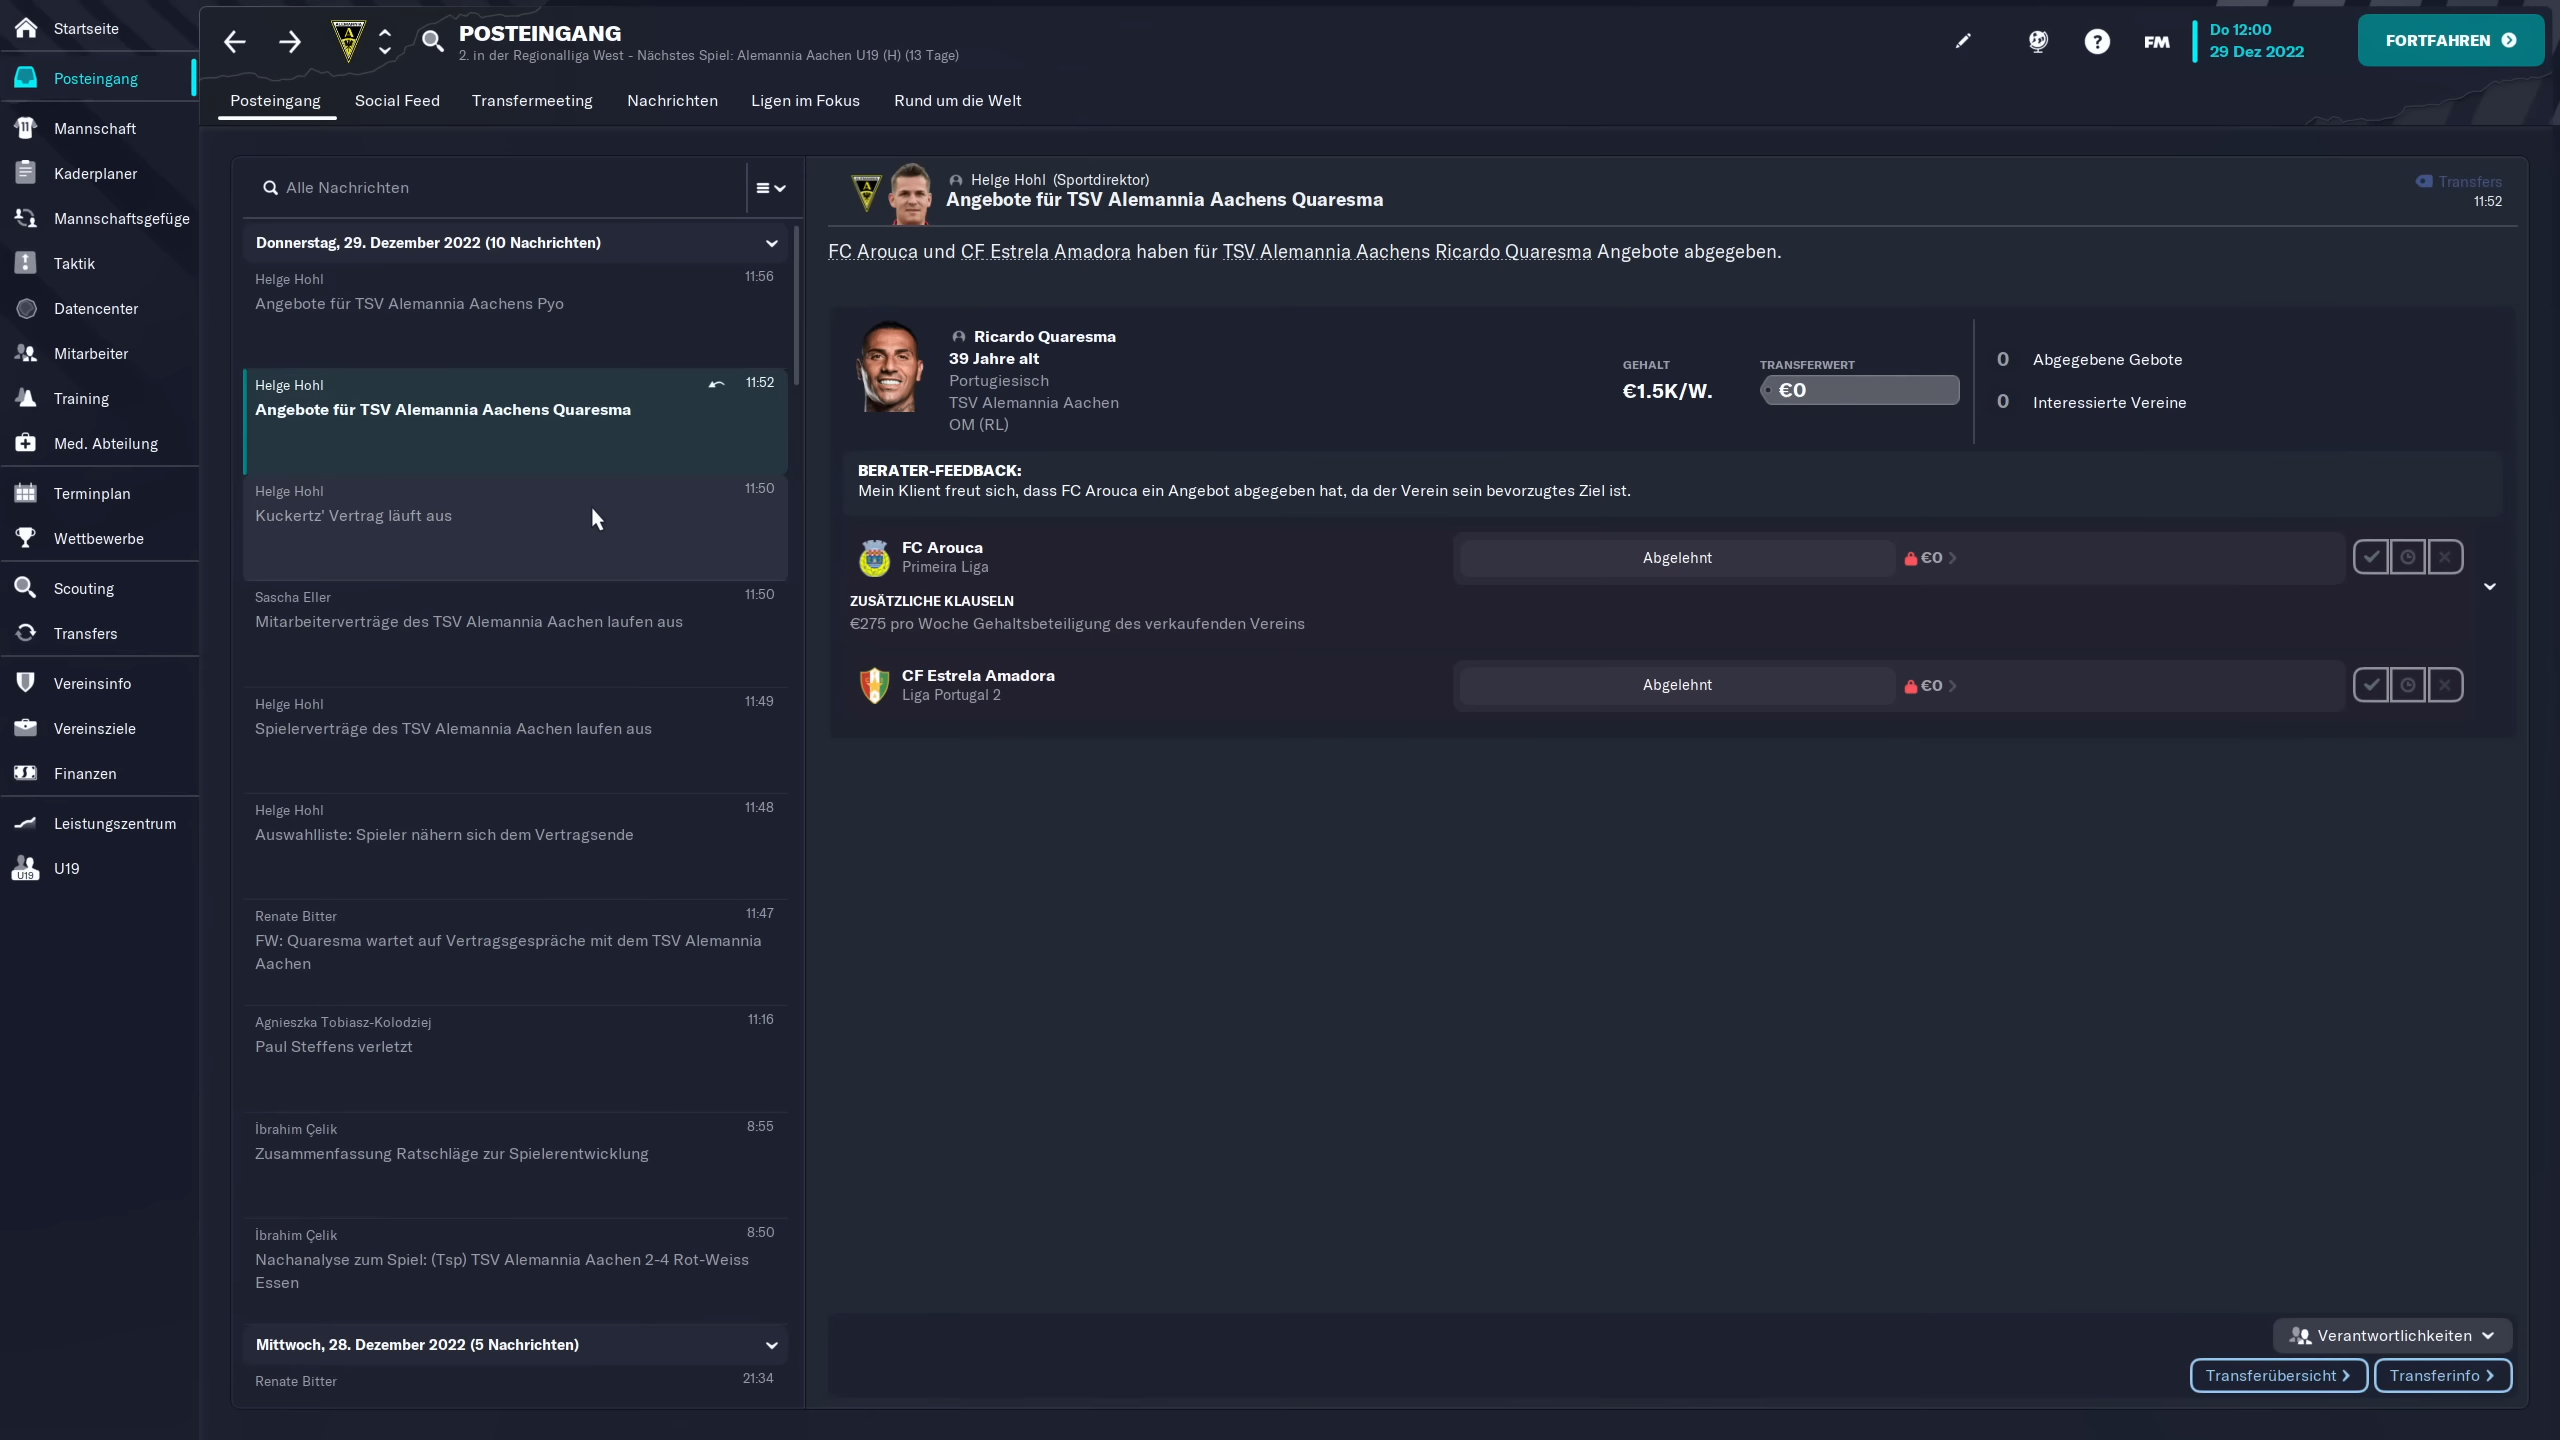 Startseite
Posteingang
Mannschaft
Kaderplaner
Mannschaftsgefüge
Taktik
Datencenter
Mitarbeiter
Training
Med. Abteilung
Terminplan
Wettbewerbe
Scouting
Transfers
Vereinsinfo
Vereinsziele
Finanzen
Leistungszentrum
U19
U19
POSTEINGANG
2. in der Regionalliga West - Nächstes Spiel: Alemannia Aachen U19 (H) (13 Tage)
FM
Do 12:00
29 Dez 2022
FORTFAHREN
Posteingang
Social Feed
Transfermeeting
Nachrichten
Ligen im Fokus
Rund um die Welt
Alle Nachrichten
Donnerstag, 29. Dezember 2022 (10 Nachrichten)
Helge Hohl 11:56
Angebote für TSV Alemannia Aachens Pyo
Helge Hohl 11:52
Angebote für TSV Alemannia Aachens Quaresma
Helge Hohl 11:50
Kuckertz' Vertrag läuft aus
Sascha Eller 11:50
Mitarbeiterverträge des TSV Alemannia Aachen laufen aus
Helge Hohl 11:49
Spielerverträge des TSV Alemannia Aachen laufen aus
Helge Hohl 11:48
Auswahlliste: Spieler nähern sich dem Vertragsende
Renate Bitter 11:47
FW: Quaresma wartet auf Vertragsgespräche mit dem TSV Alemannia
Aachen
Agnieszka Tobiasz-Kolodziej 11:16
Paul Steffens verletzt
İbrahim Çelik 8:55
Zusammenfassung Ratschläge zur Spielerentwicklung
İbrahim Çelik 8:50
Nachanalyse zum Spiel: (Tsp) TSV Alemannia Aachen 2-4 Rot-Weiss
Essen
Mittwoch, 28. Dezember 2022 (5 Nachrichten)
Renate Bitter 21:34
Helge Hohl (Sportdirektor)
Angebote für TSV Alemannia Aachens Quaresma
Transfers
11:52
FC Arouca und CF Estrela Amadora haben für TSV Alemannia Aachens Ricardo Quaresma Angebote abgegeben.
Ricardo Quaresma
39 Jahre alt
Portugiesisch
TSV Alemannia Aachen
OM (RL)
GEHALT
€1.5K/W.
TRANSFERWERT
€0
0 Abgegebene Gebote
0 Interessierte Vereine
BERATER-FEEDBACK:
Mein Klient freut sich, dass FC Arouca ein Angebot abgegeben hat, da der Verein sein bevorzugtes Ziel ist.
FC Arouca
Primeira Liga
Abgelehnt
€0
ZUSÄTZLICHE KLAUSELN
€275 pro Woche Gehaltsbeteiligung des verkaufenden Vereins
CF Estrela Amadora
Liga Portugal 2
Abgelehnt
€0
Verantwortlichkeiten
Transferübersicht
Transferinfo